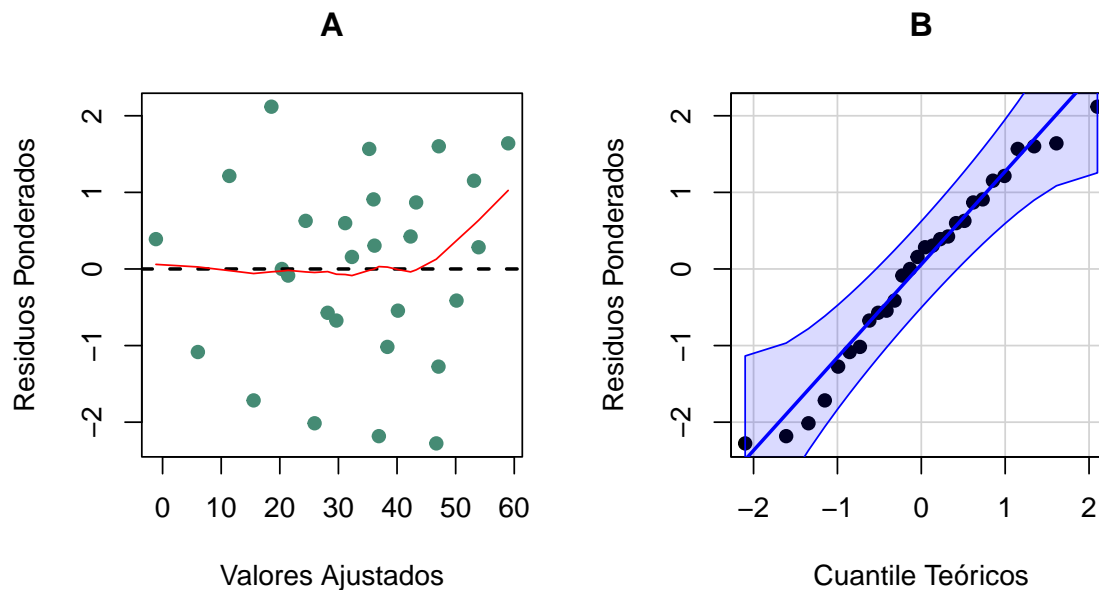 A
Residuos Ponderados
2
1
0
−1
−2
0 10 20 30 40 50 60
Valores Ajustados
B
Residuos Ponderados
2
1
0
−1
−2
−2 −1 0 1 2
Cuantile Teóricos